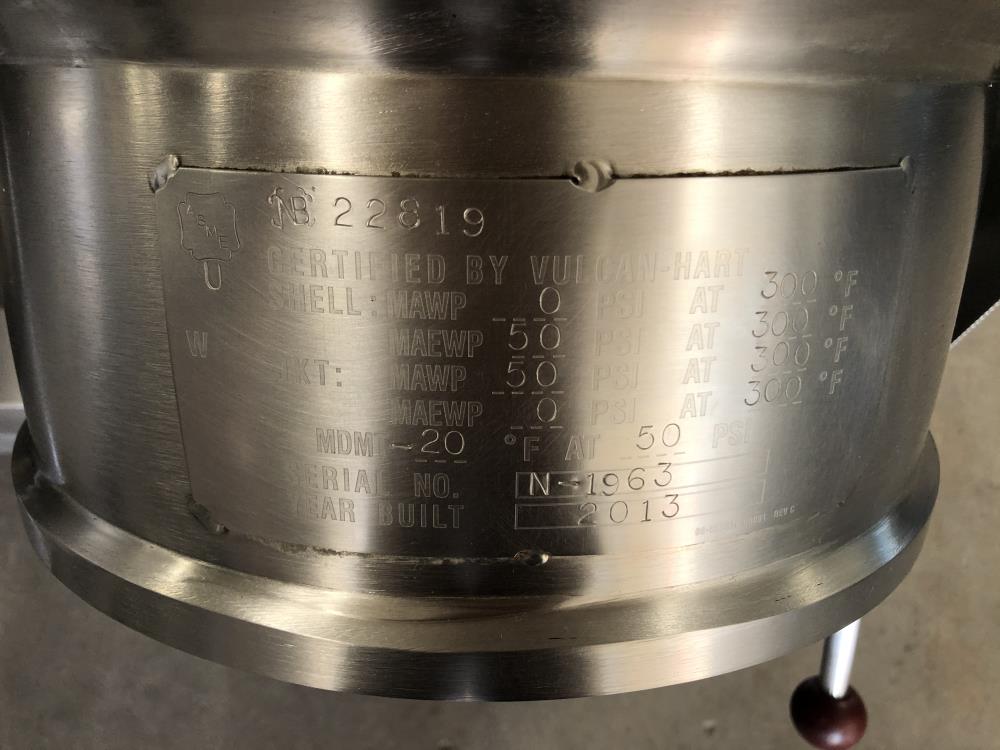 ASME
U
NB 22819
CERTIFIED BY VULCAN-HART
SHELL: MAWP 0 PSI AT 300 °F
W MAEWP 50 PSI AT 300 °F
JKT: MAWP 50 PSI AT 300 °F
MAEWP 0 PSI AT 300 °F
MDMT -20 °F AT 50 PSI
SERIAL NO. N-1963
YEAR BUILT 2013
REV C